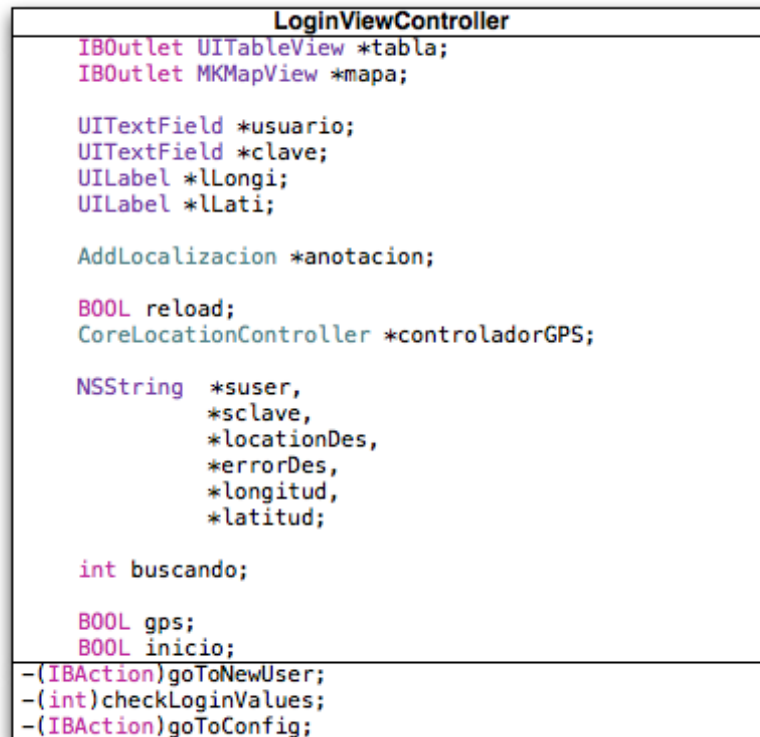 LoginViewController
IBOutlet UITableView *tabla;
IBOutlet MKMapView *mapa;
UITextField *usuario;
UITextField *clave;
UILabel *lLongi;
UILabel *lLati;
AddLocalizacion *anotacion;
BOOL reload;
CoreLocationController *controladorGPS;
NSString *suser,
*sclave,
*locationDes,
*errorDes,
*longitud,
*latitud;
int buscando;
BOOL gps;
BOOL inicio;
-(IBAction)goToNewUser;
-(int)checkLoginValues;
-(IBAction)goToConfig;